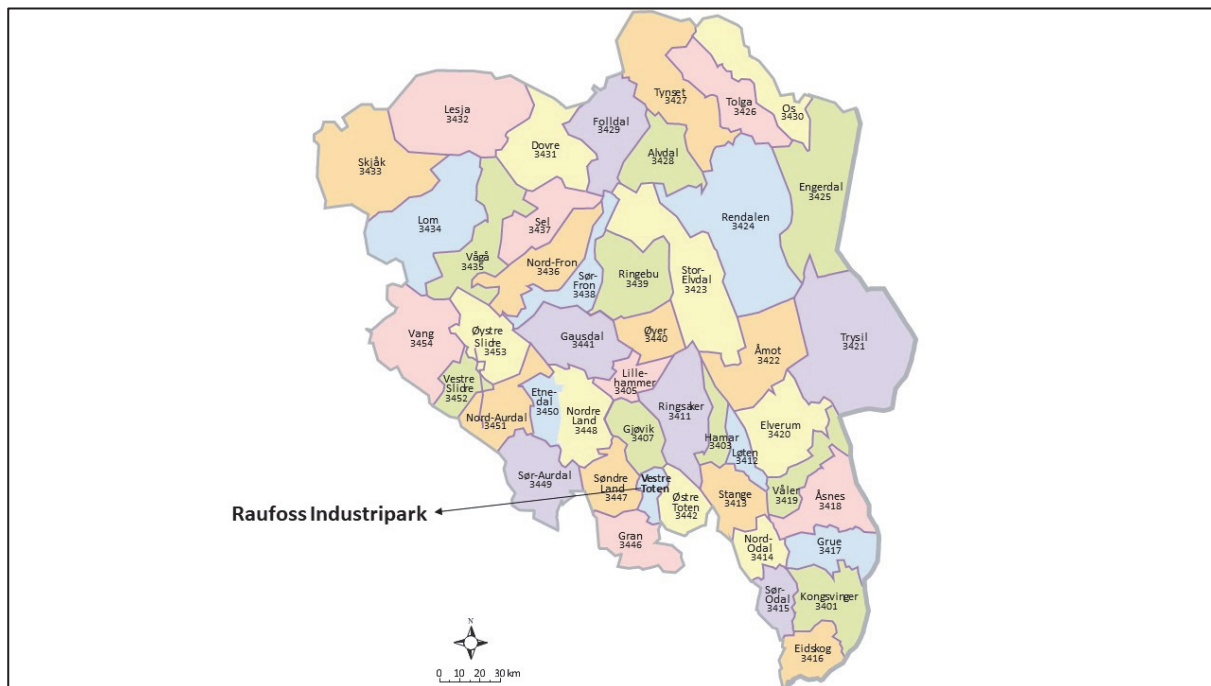 Tynset
3427
Tolga
3426
Os
3430
Lesja
3432
Folldal
3429
Dovre
3431
Alvdal
3428
Skjåk
3433
Engerdal
3425
Lom
3434
Sel
3437
Rendalen
3424
Vågå
3435
Nord-Fron
3436
Sør-
Fron
3438
Ringebu
3439
Stor-
Elvdal
3423
Vang
3454
Øystre
Slidre
3453
Gausdal
3441
Øyer
3440
Trysil
3421
Åmot
3422
Vestre
Slidre
3452
Lille-
hammer
3405
Etne-
dal
3450
Nord-Aurdal
3451
Nordre
Land
3448
Ringsaker
3411
Gjøvik
3407
Hamar
3403
Elverum
3420
Løten
3412
Sør-Aurdal
3449
Søndre
Land
3447
Vestre
Toten
Østre
Toten
3442
Stange
3413
Våler
3419
Åsnes
3418
Raufoss Industripark
Gran
3446
Nord-
Odal
3414
Grue
3417
Sør-
Odal
3415
Kongsvinger
3401
Eidskog
3416
N
0 10 20 30 km